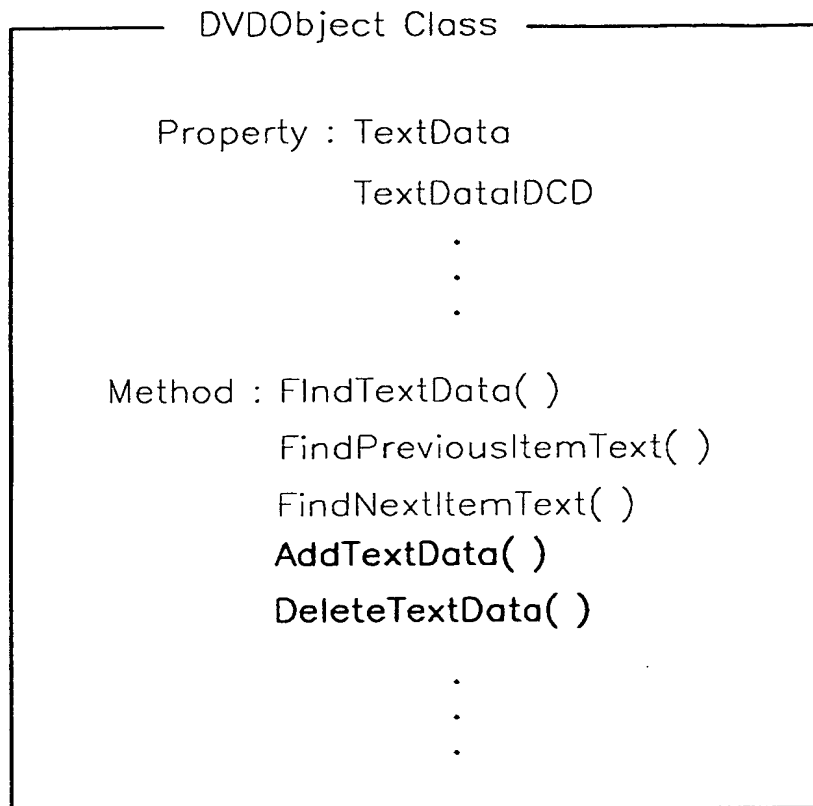 DVDObject Class
Property : TextData
TextDataIDCD
.
.
.
Method : FIndTextData( )
FindPreviousItemText( )
FindNextItemText( )
AddTextData( )
DeleteTextData( )
.
.
.